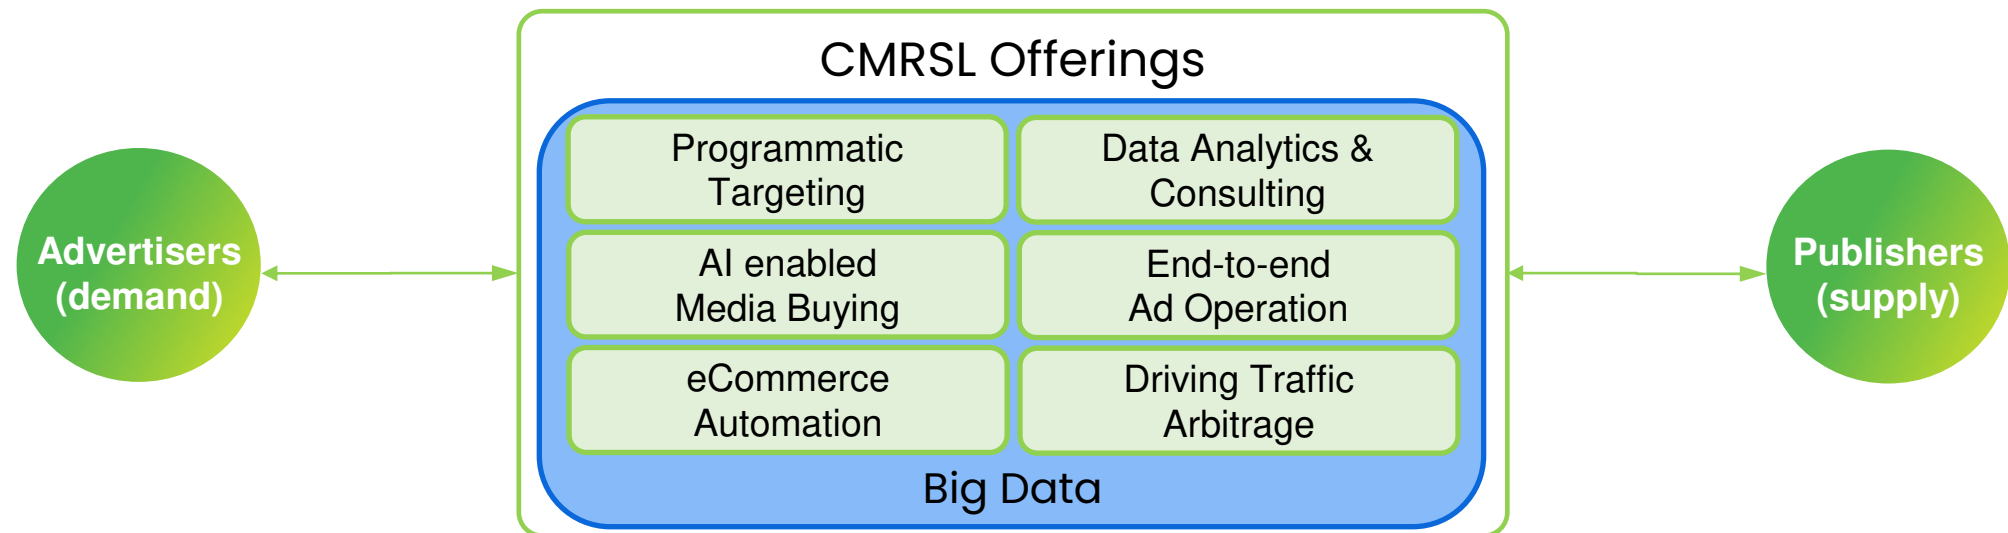 CMRSL Offerings
Programmatic
Targeting
Data Analytics &
Consulting
Advertisers
(demand)
AI enabled
Media Buying
End-to-end
Ad Operation
Publishers
(supply)
eCommerce
Automation
Driving Traffic
Arbitrage
Big Data